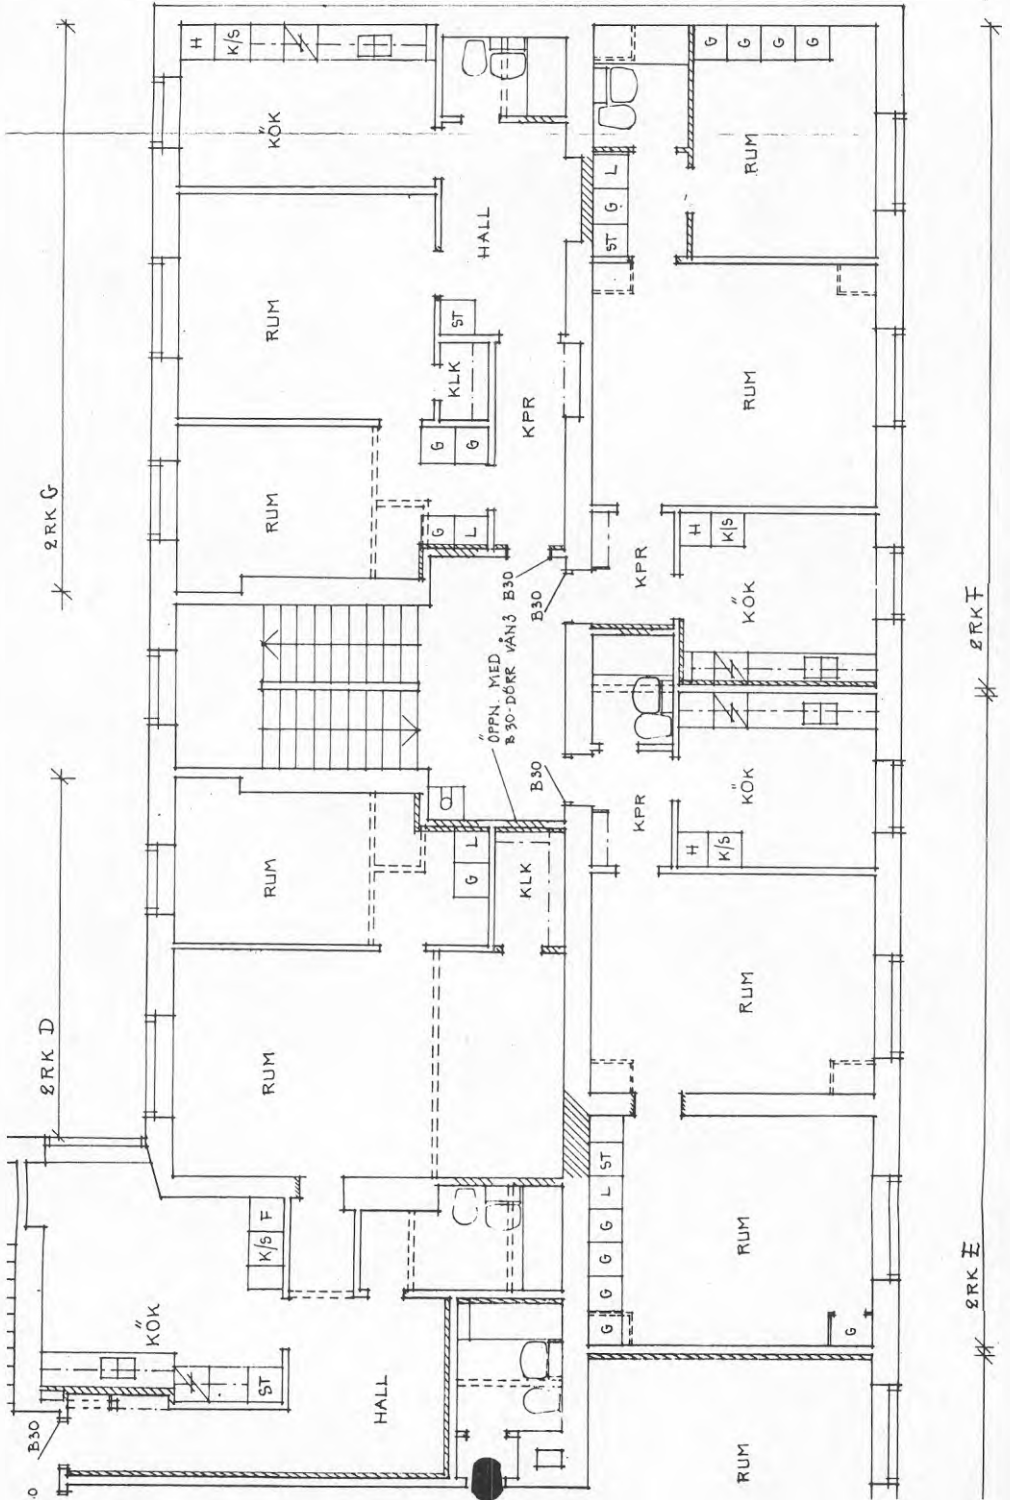 H
K/S
KÖK
HALL
RUM
ST
KLK
KPR
G
G
RUM
G
L
2RK G
G
G
G
G
RUM
L
G
ST
RUM
H
K/S
KPR
KÖK
2RK F
B30
B30
ÖPPN. MED
B30-DÖRR VÅN3
B30
KPR
KÖK
H
K/S
RUM
L
G
KLK
RUM
2RK D
RUM
ST
L
G
G
G
G
RUM
2RK E
F
K/S
KÖK
ST
HALL
B30
RUM